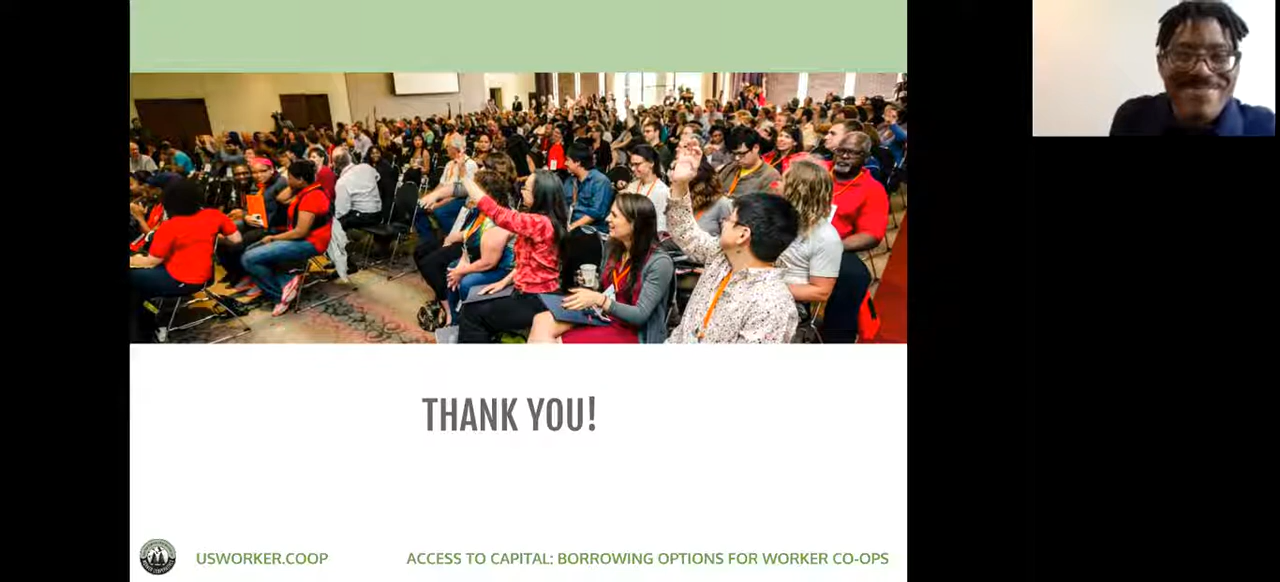 THANK YOU!
USWORKER.COOP
ACCESS TO CAPITAL: BORROWING OPTIONS FOR WORKER CO-OPS